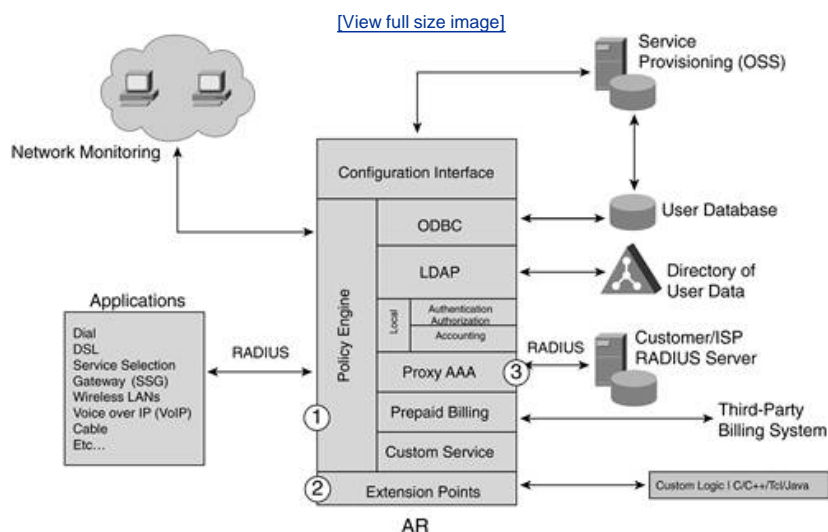 [View full size image]
Service
Provisioning (OSS)
Network Monitoring
Configuration Interface
ODBC
User Database
LDAP
Directory of
User Data
Policy Engine
Local
Authentication
Authorization
Accounting
Applications
Dial
DSL
Service Selection
Gateway (SSG)
Wireless LANs
Voice over IP (VoIP)
Cable
Etc...
RADIUS
RADIUS
Customer/ISP
RADIUS Server
Proxy AAA
3
Prepaid Billing
Third-Party
Billing System
1
Custom Service
2
Extension Points
Custom Logic I C/C++/Tcl/Java
AR